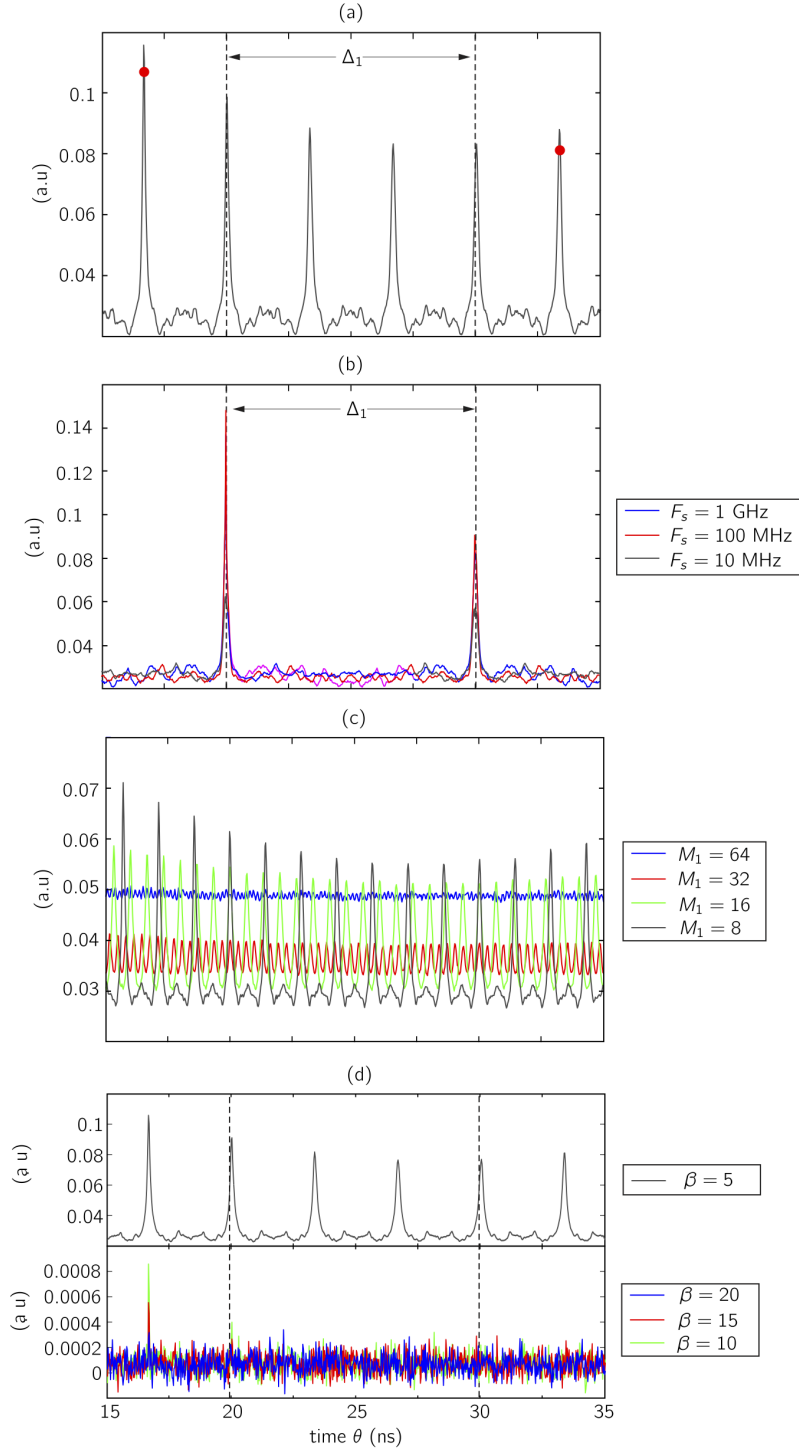 (a)
Δ₁
0.1
0.08
0.06
0.04
(a.u)
(b)
Δ₁
0.14
0.12
0.1
0.08
0.06
0.04
(a.u)
Fₛ = 1 GHz
Fₛ = 100 MHz
Fₛ = 10 MHz
(c)
0.07
0.06
0.05
0.04
0.03
(a.u)
M₁ = 64
M₁ = 32
M₁ = 16
M₁ = 8
(d)
0.1
0.08
0.06
0.04
(a u)
β = 5
0.0008
0.0006
0.0004
0.0002
0
(a u)
β = 20
β = 15
β = 10
15 20 25 30 35
time θ (ns)